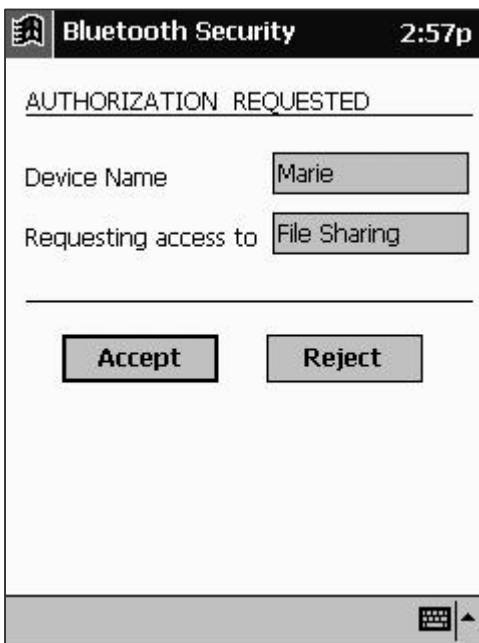 Bluetooth Security 2:57p
AUTHORIZATION REQUESTED
Device Name Marie
Requesting access to File Sharing
Accept Reject